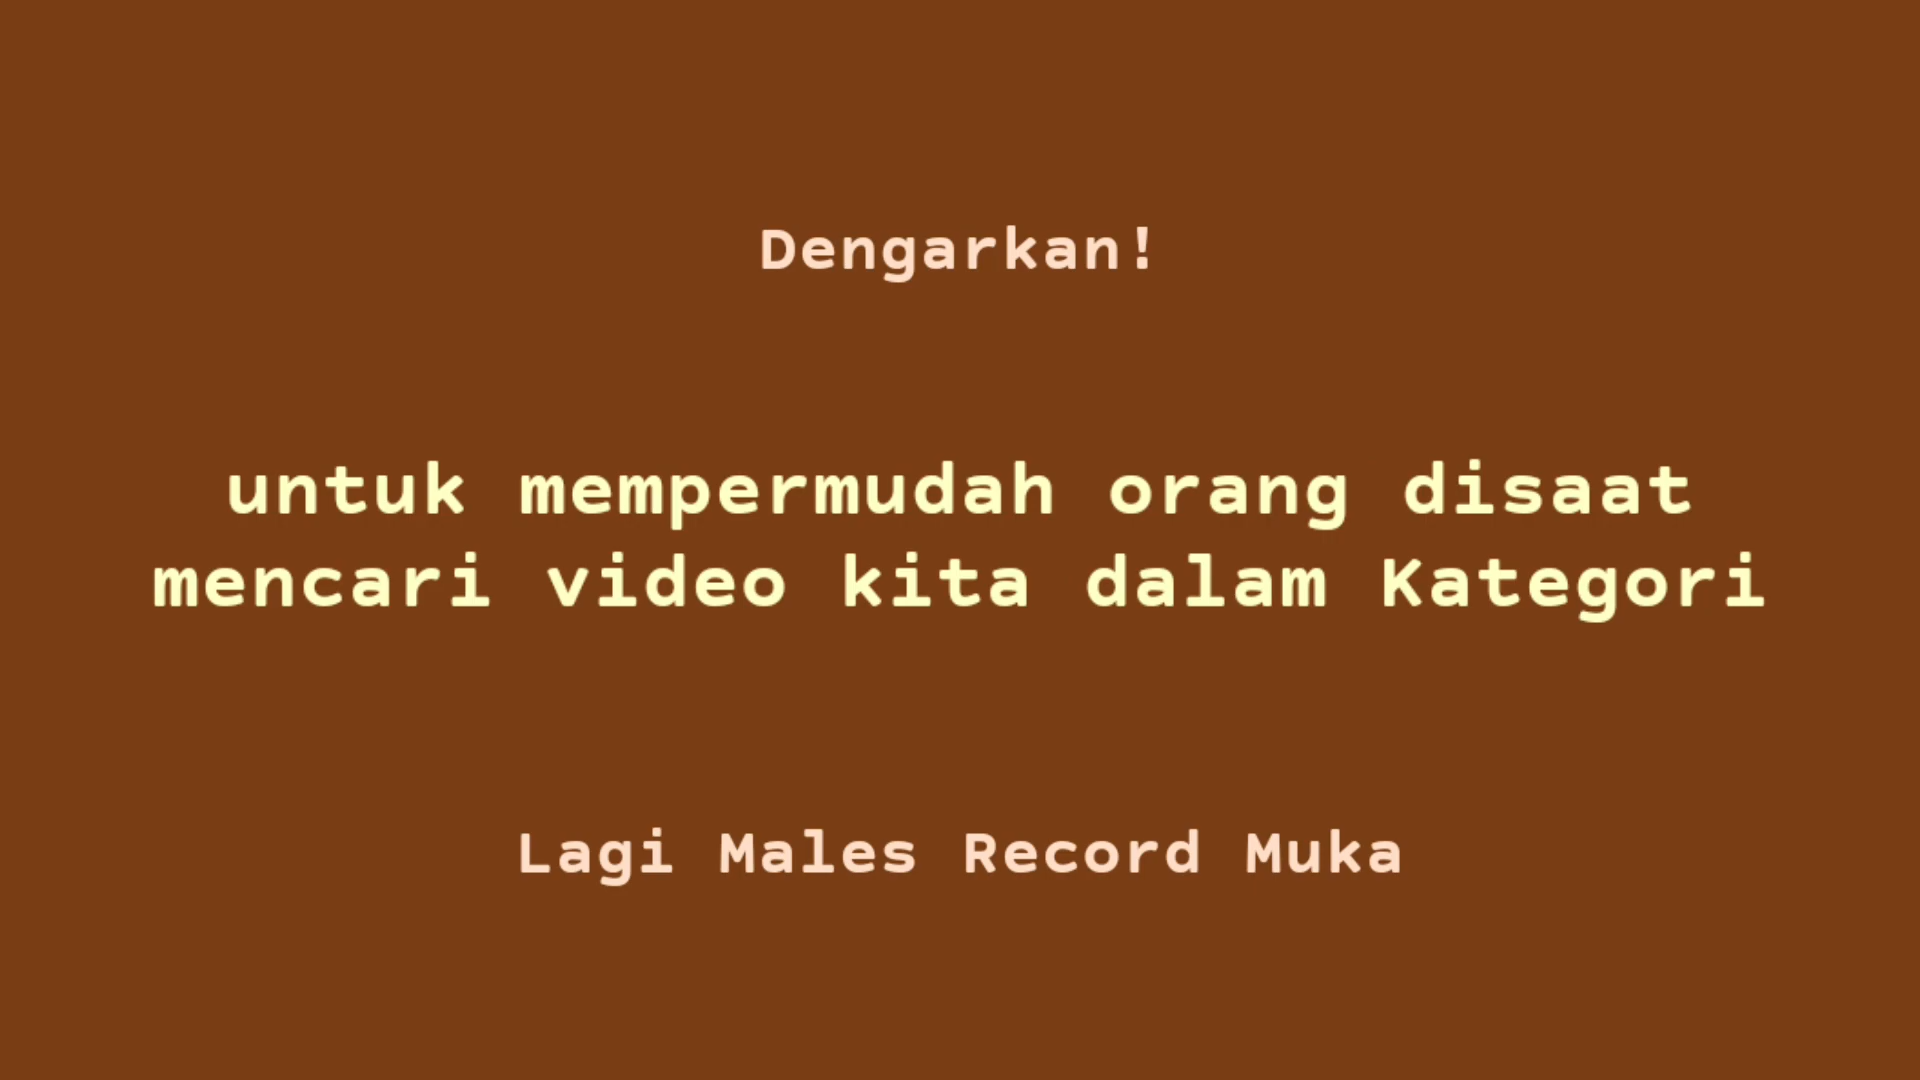 Dengarkan!
untuk mempermudah orang disaat
mencari video kita dalam Kategori
Lagi Males Record Muka